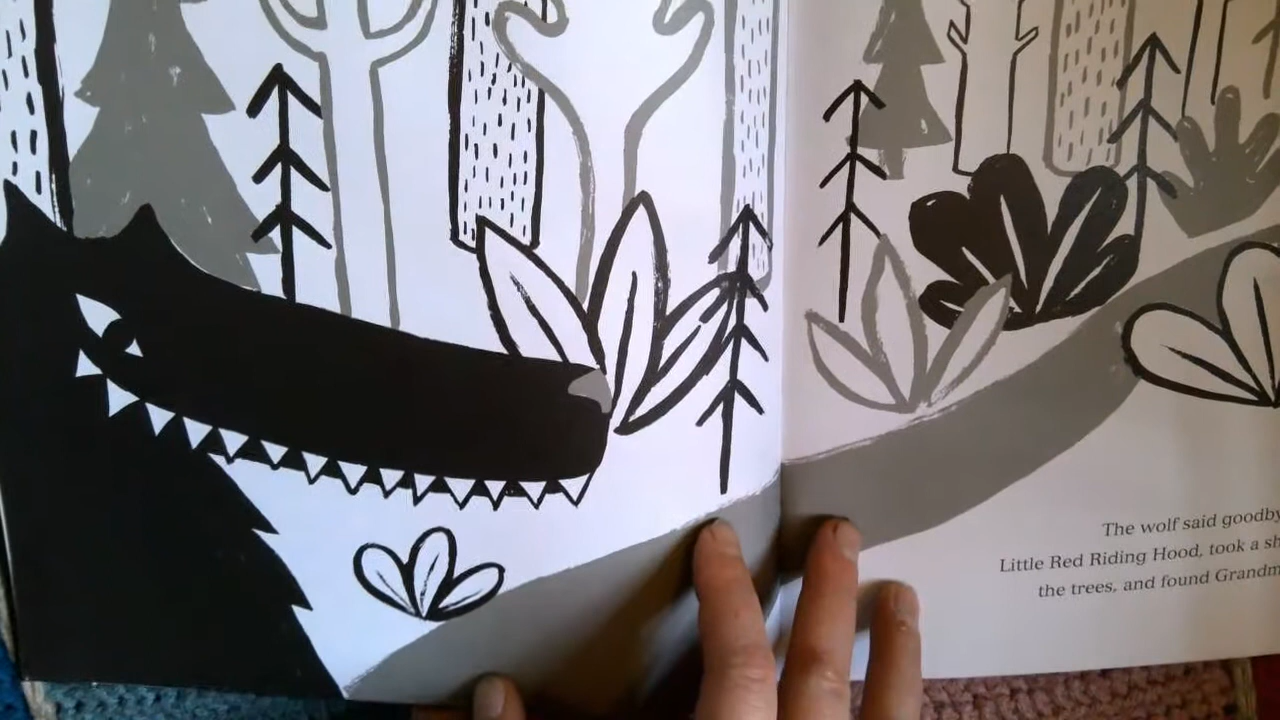 The wolf said goodby
Little Red Riding Hood, took a sh
the trees, and found Grandm